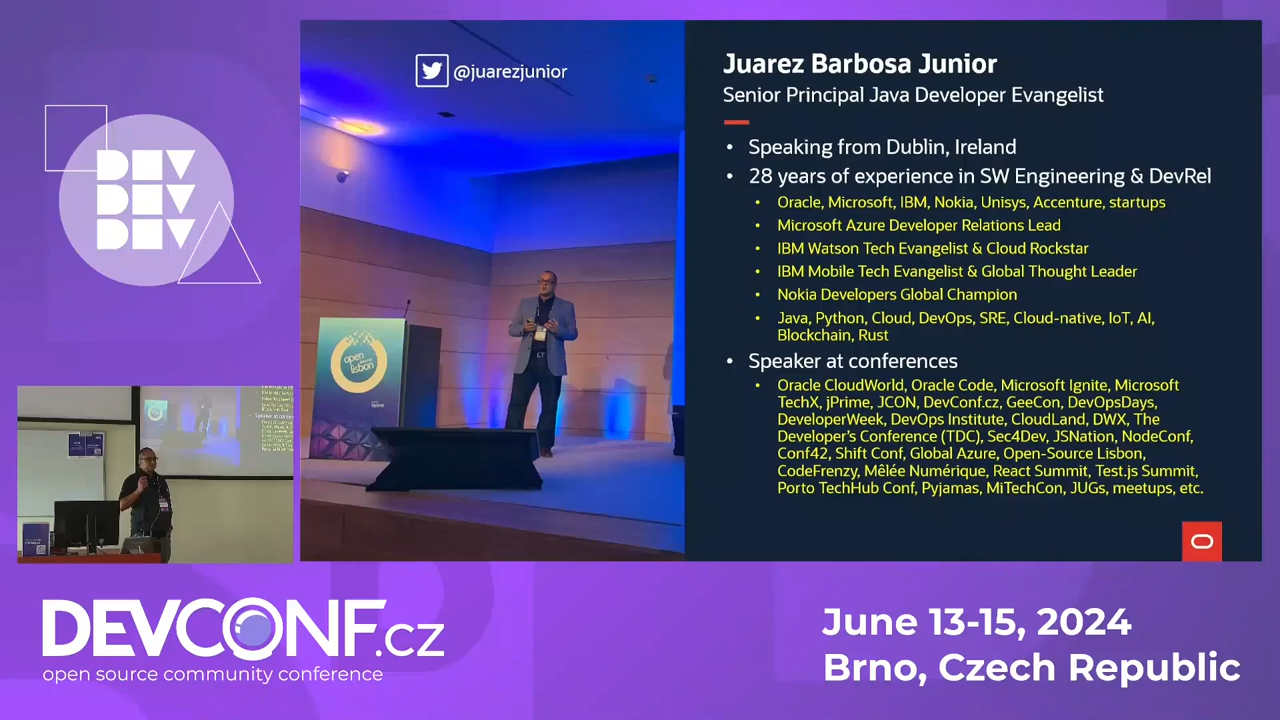 @juarezjunior
Juarez Barbosa Junior
Senior Principal Java Developer Evangelist
• Speaking from Dublin, Ireland
• 28 years of experience in SW Engineering & DevRel
• Oracle, Microsoft, IBM, Nokia, Unisys, Accenture, startups
• Microsoft Azure Developer Relations Lead
• IBM Watson Tech Evangelist & Cloud Rockstar
• IBM Mobile Tech Evangelist & Global Thought Leader
• Nokia Developers Global Champion
• Java, Python, Cloud, DevOps, SRE, Cloud-native, IoT, AI,
Blockchain, Rust
• Speaker at conferences
• Oracle CloudWorld, Oracle Code, Microsoft Ignite, Microsoft
TechX, jPrime, JCON, DevConf.cz, GeeCon, DevOpsDays,
DeveloperWeek, DevOps Institute, CloudLand, DWX, The
Developer's Conference (TDC), Sec4Dev, JSNation, NodeConf,
Conf42, Shift Conf, Global Azure, Open-Source Lisbon,
CodeFrenzy, Mêlée Numérique, React Summit, Test.js Summit,
Porto TechHub Conf, Pyjamas, MiTechCon, JUGs, meetups, etc.
open
lisbon
DEV
DEV
DEV
DEVCONF.cz
open source community conference
June 13-15, 2024
Brno, Czech Republic